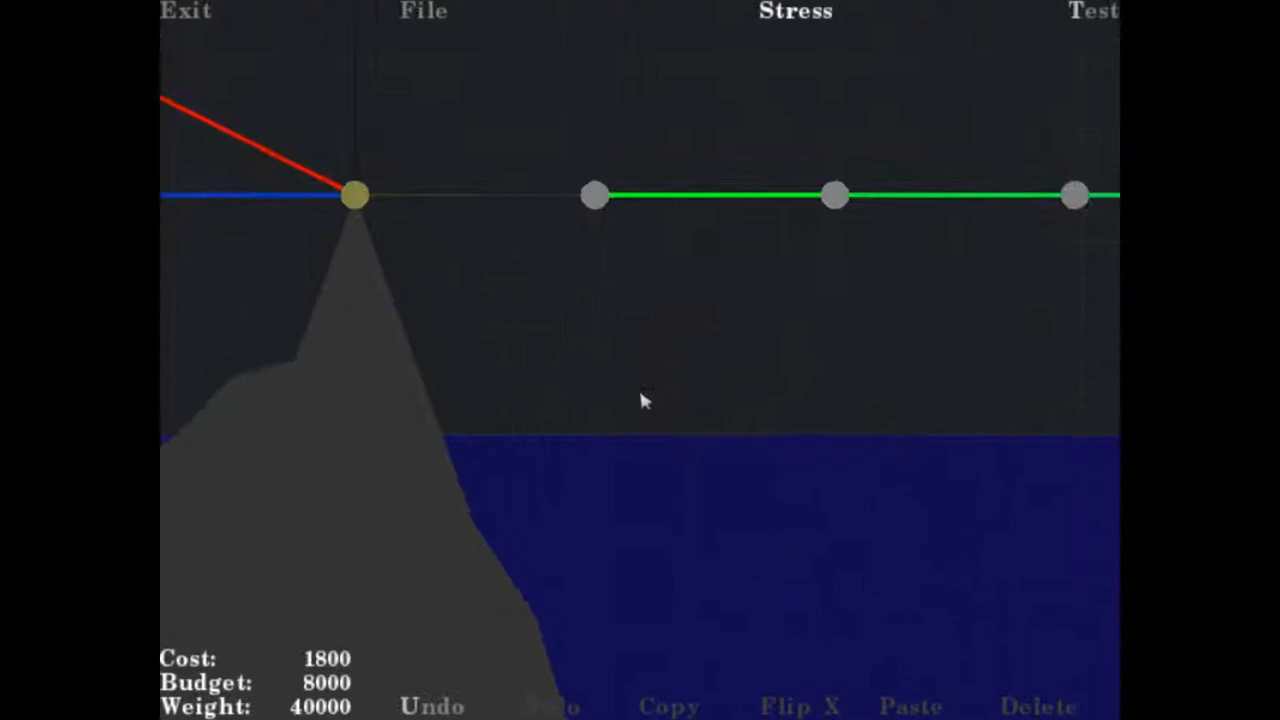 Exit File Stress Test
Cost: 1800
Budget: 8000
Weight: 40000
Undo Copy Flip X Paste Delete